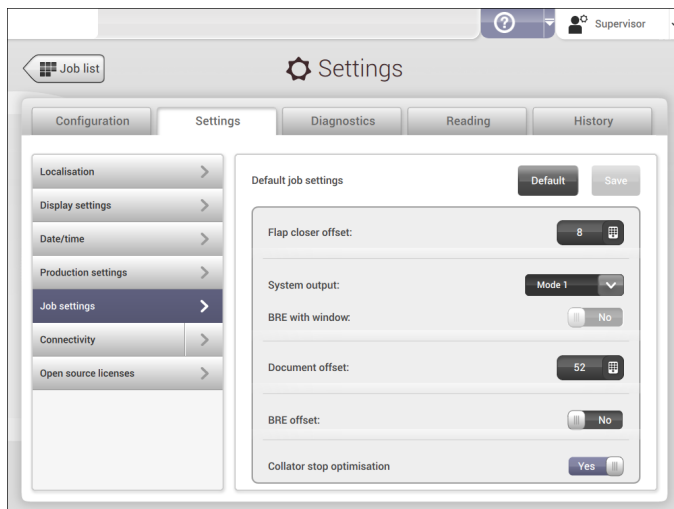 ?
Supervisor
Job list
Settings
Configuration
Settings
Diagnostics
Reading
History
Localisation
Display settings
Date/time
Production settings
Job settings
Connectivity
Open source licenses
Default job settings
Default
Save
Flap closer offset:
8
System output:
Mode 1
BRE with window:
No
Document offset:
52
BRE offset:
No
Collator stop optimisation
Yes